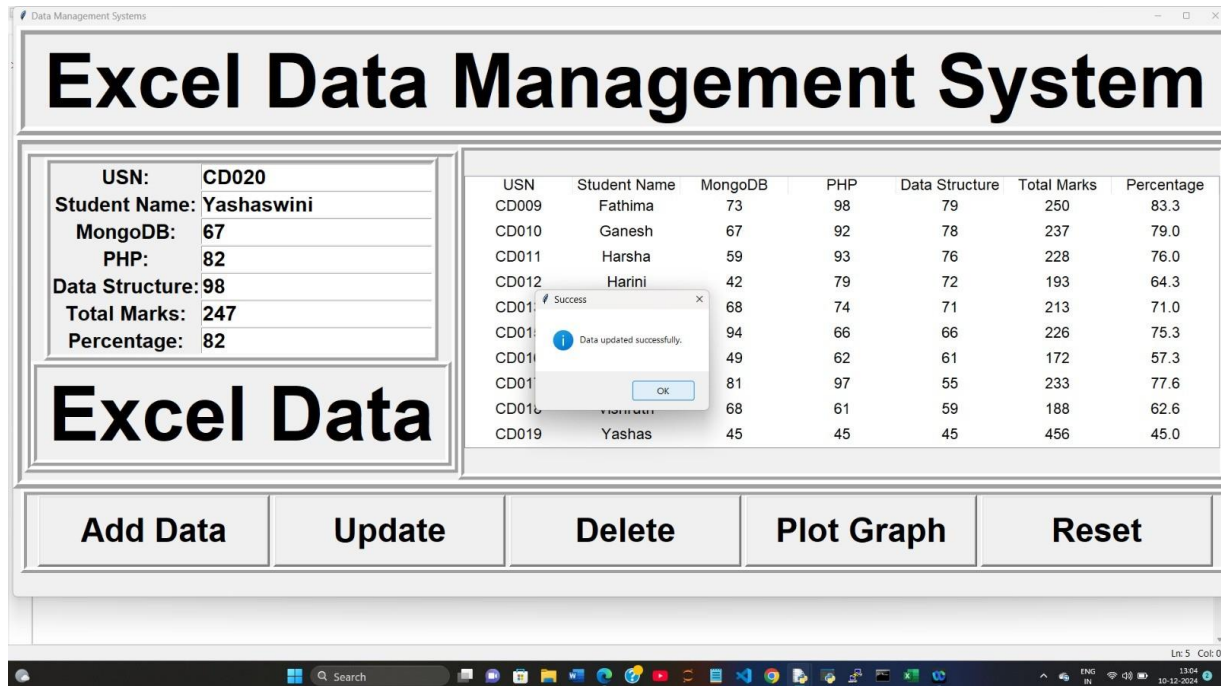 Data Management Systems
Excel Data Management System
USN: CD020
Student Name: Yashaswini
MongoDB: 67
PHP: 82
Data Structure: 98
Total Marks: 247
Percentage: 82
Excel Data
USN Student Name MongoDB PHP Data Structure Total Marks Percentage
CD009 Fathima 73 98 79 250 83.3
CD010 Ganesh 67 92 78 237 79.0
CD011 Harsha 59 93 76 228 76.0
CD012 Harini 42 79 72 193 64.3
68 74 71 213 71.0
94 66 66 226 75.3
49 62 61 172 57.3
81 97 55 233 77.6
CD018 68 61 59 188 62.6
CD019 Yashas 45 45 45 456 45.0
Success
Data updated successfully.
OK
Add Data Update Delete Plot Graph Reset
Ln: 5 Col: 0
Search
ENG
IN
13:04
10-12-2024